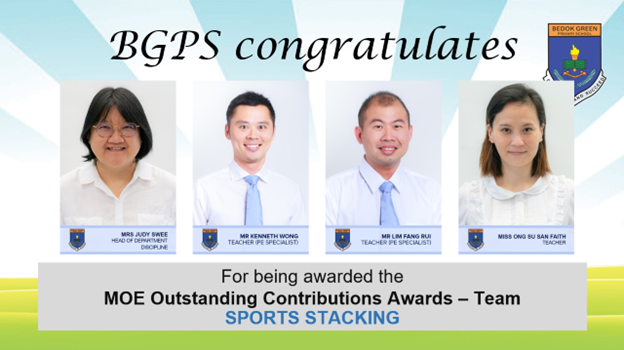 BGPS congratulates
BEDOK GREEN
PRIMARY SCHOOL
MRS JUDY SWEE
HEAD OF DEPARTMENT
DISCIPLINE
MR KENNETH WONG
TEACHER (PE SPECIALIST)
MR LIM FANG RUI
TEACHER (PE SPECIALIST)
MISS ONG SU SAN FAITH
TEACHER
For being awarded the
MOE Outstanding Contributions Awards – Team
SPORTS STACKING